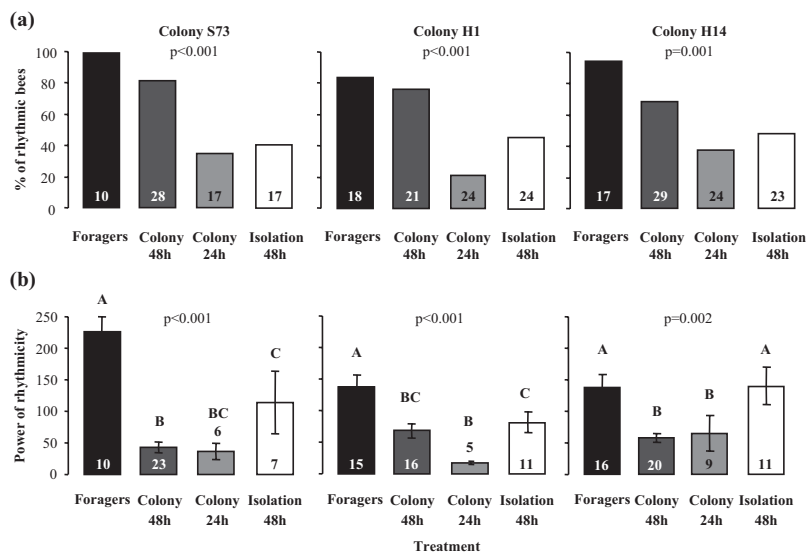 (a)
Colony S73 Colony H1 Colony H14
p<0.001 p<0.001 p=0.001
% of rhythmic bees
100
80
60
40
20
0
10 28 17 17 18 21 24 24 17 29 24 23
Foragers Colony Colony Isolation Foragers Colony Colony Isolation Foragers Colony Colony Isolation
48h 24h 48h 48h 24h 48h 48h 24h 48h
(b)
p<0.001 p<0.001 p=0.002
Power of rhythmicity
250
200
150
100
50
0
A B BC C A BC B C A B B A
10 23 6 7 15 16 5 11 16 20 9 11
Foragers Colony Colony Isolation Foragers Colony Colony Isolation Foragers Colony Colony Isolation
48h 24h 48h 48h 24h 48h 48h 24h 48h
Treatment